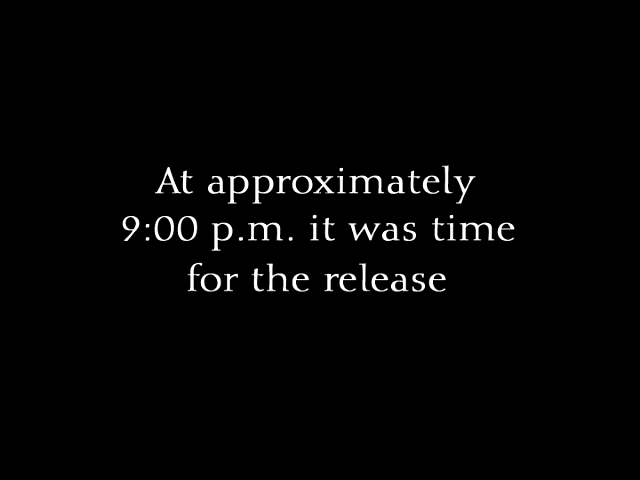 At approximately
9:00 p.m. it was time
for the release